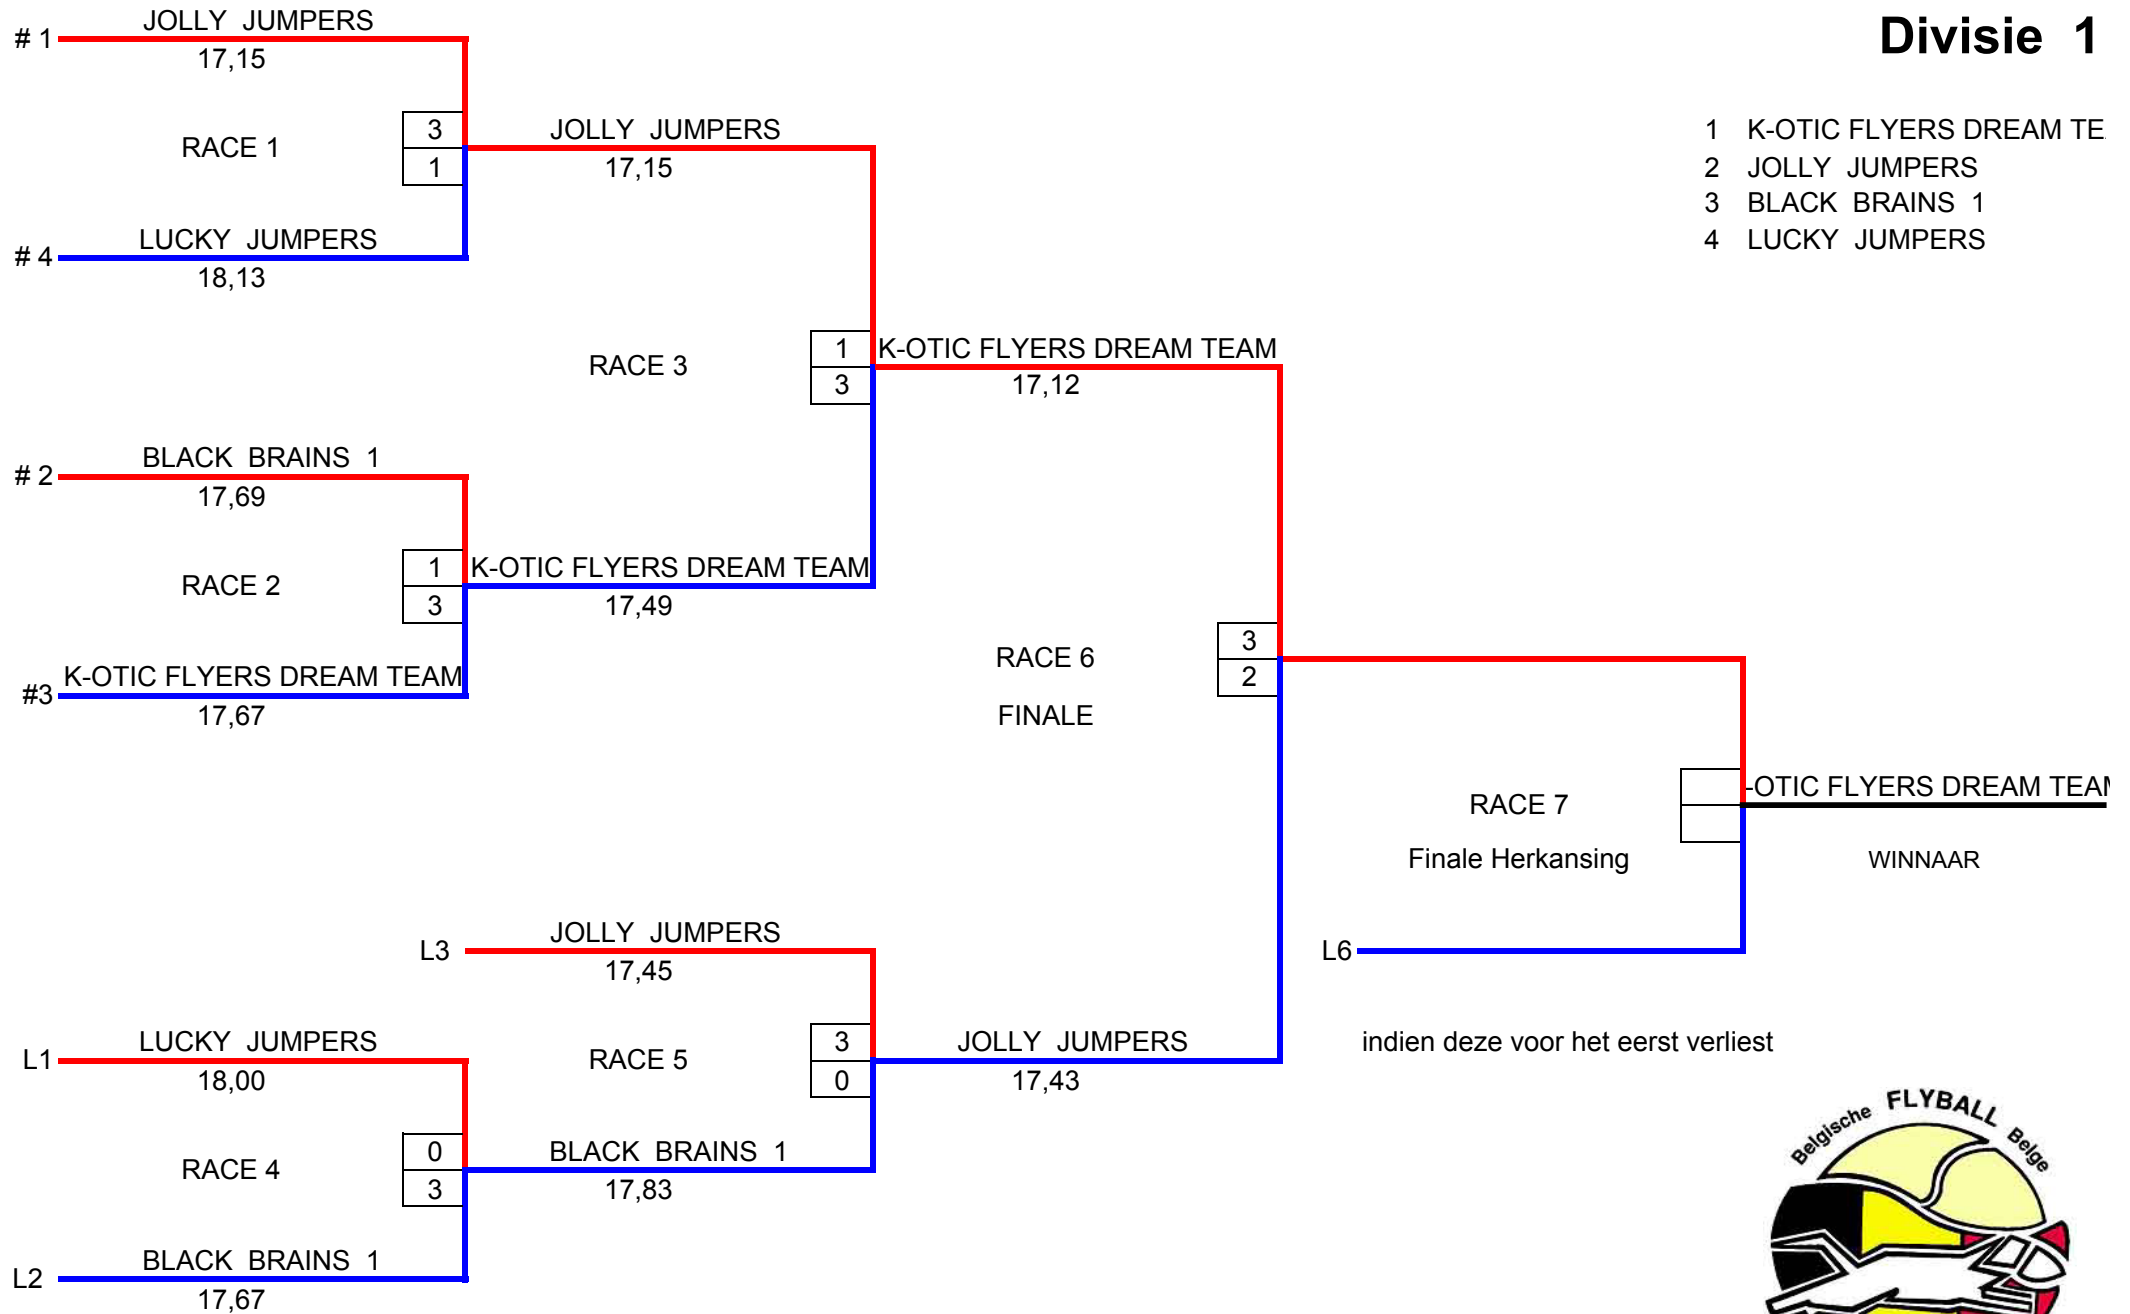 JOLLY JUMPERS
# 1
17,15
Divisie 1
RACE 1
3
1
JOLLY JUMPERS
17,15
1 K-OTIC FLYERS DREAM TE
2 JOLLY JUMPERS
3 BLACK BRAINS 1
4 LUCKY JUMPERS
LUCKY JUMPERS
# 4
18,13
RACE 3
1
3
K-OTIC FLYERS DREAM TEAM
17,12
BLACK BRAINS 1
# 2
17,69
RACE 2
1
3
K-OTIC FLYERS DREAM TEAM
17,49
K-OTIC FLYERS DREAM TEAM
#3
17,67
RACE 6
3
2
FINALE
RACE 7
-OTIC FLYERS DREAM TEA
Finale Herkansing
WINNAAR
L3
JOLLY JUMPERS
17,45
L6
LUCKY JUMPERS
L1
18,00
RACE 5
3
0
JOLLY JUMPERS
17,43
indien deze voor het eerst verliest
RACE 4
0
3
BLACK BRAINS 1
17,83
BLACK BRAINS 1
L2
17,67
Belgische FLYBALL Belge